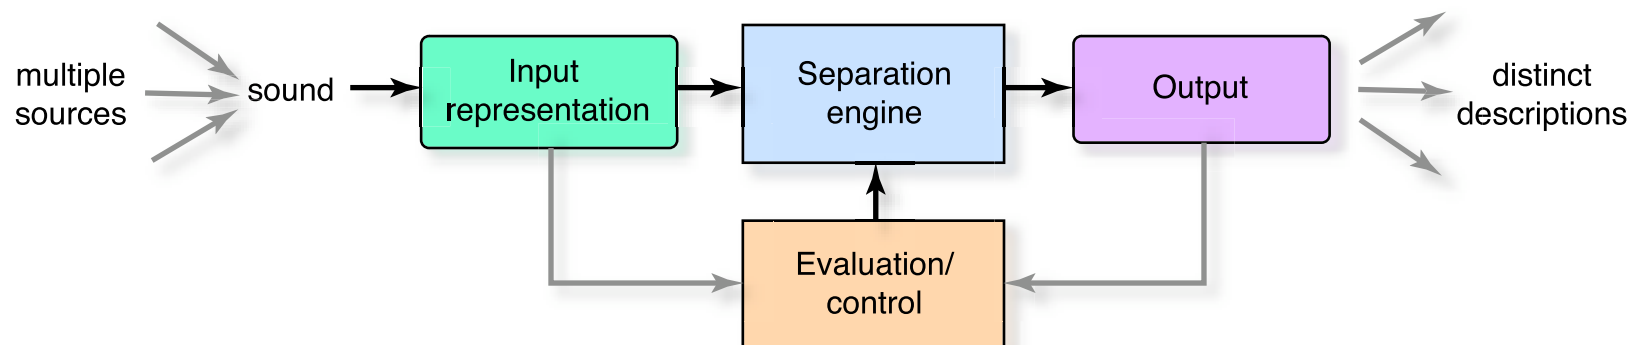 multiple
sources
sound
Input
representation
Separation
engine
Output
distinct
descriptions
Evaluation/
control